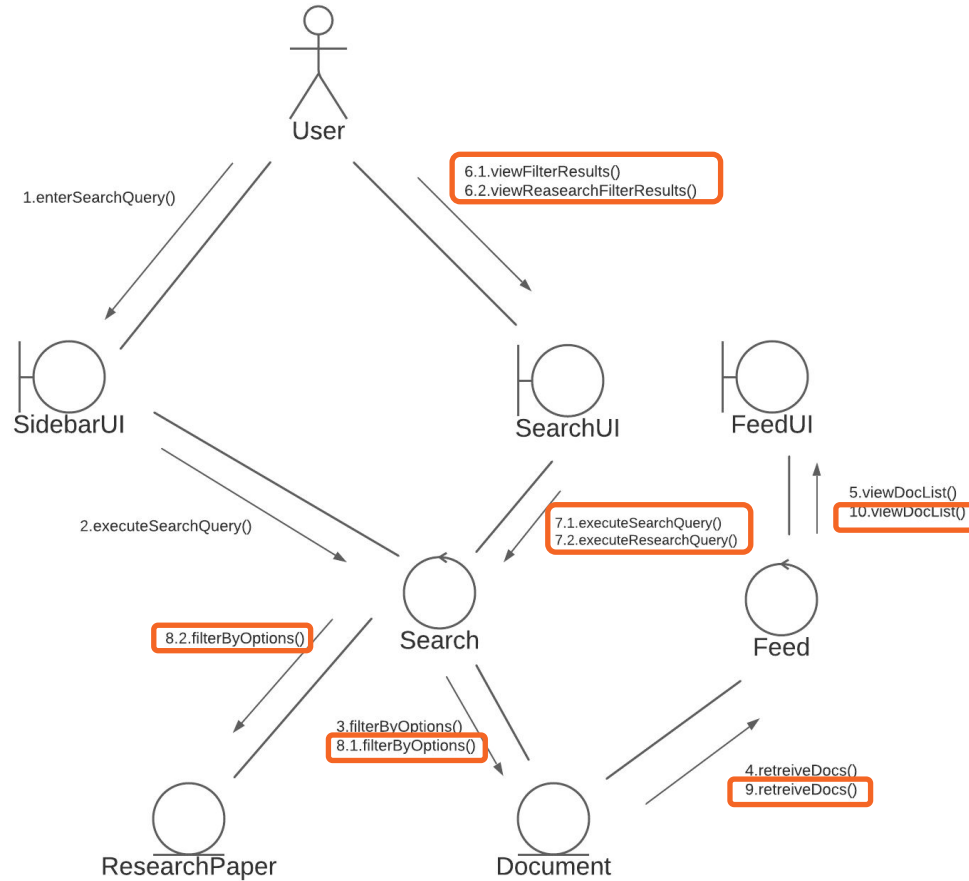 User
6.1.viewFilterResults()
6.2.viewReasearchFilterResults()
1.enterSearchQuery()
SidebarUI
SearchUI
FeedUI
5.viewDocList()
10.viewDocList()
2.executeSearchQuery()
7.1.executeSearchQuery()
7.2.executeResearchQuery()
8.2.filterByOptions()
Search
Feed
3.filterByOptions()
8.1.filterByOptions()
4.retreiveDocs()
9.retreiveDocs()
ResearchPaper
Document